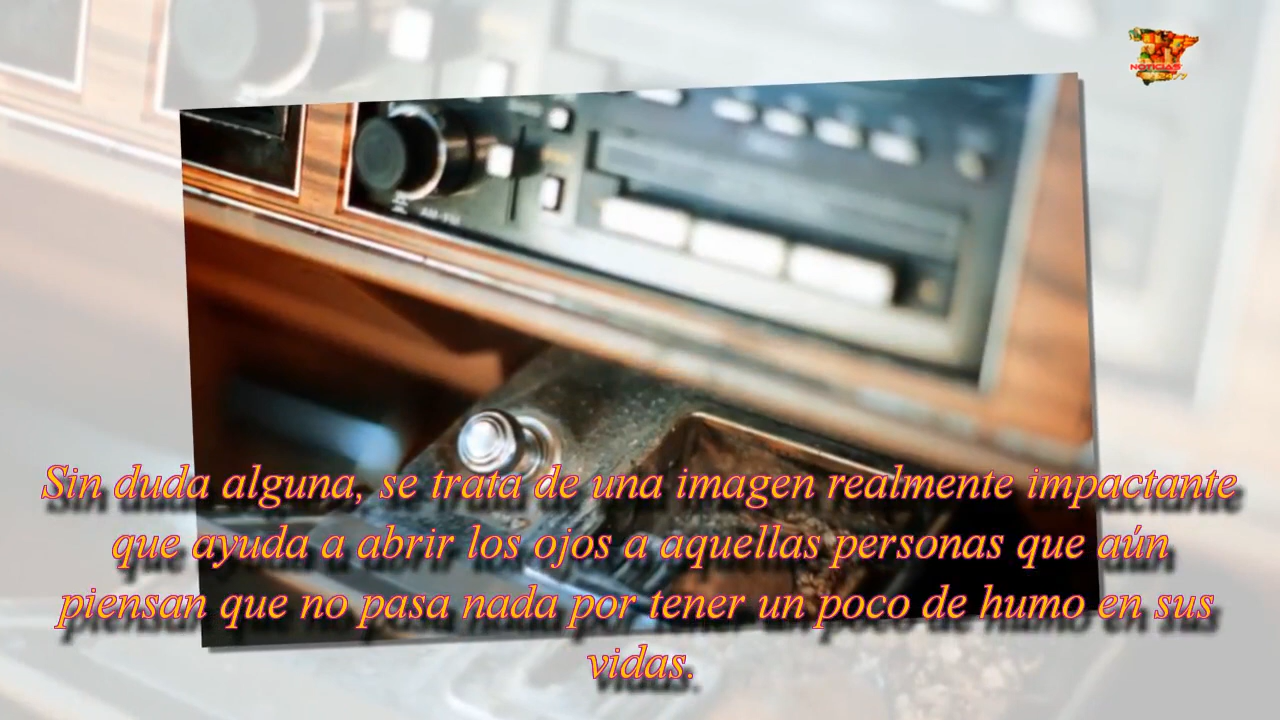 NOTICIAS
Sin duda alguna, se trata de una imagen realmente impactante
que ayuda a abrir los ojos a aquellas personas que aún
piensan que no pasa nada por tener un poco de humo en sus
vidas.